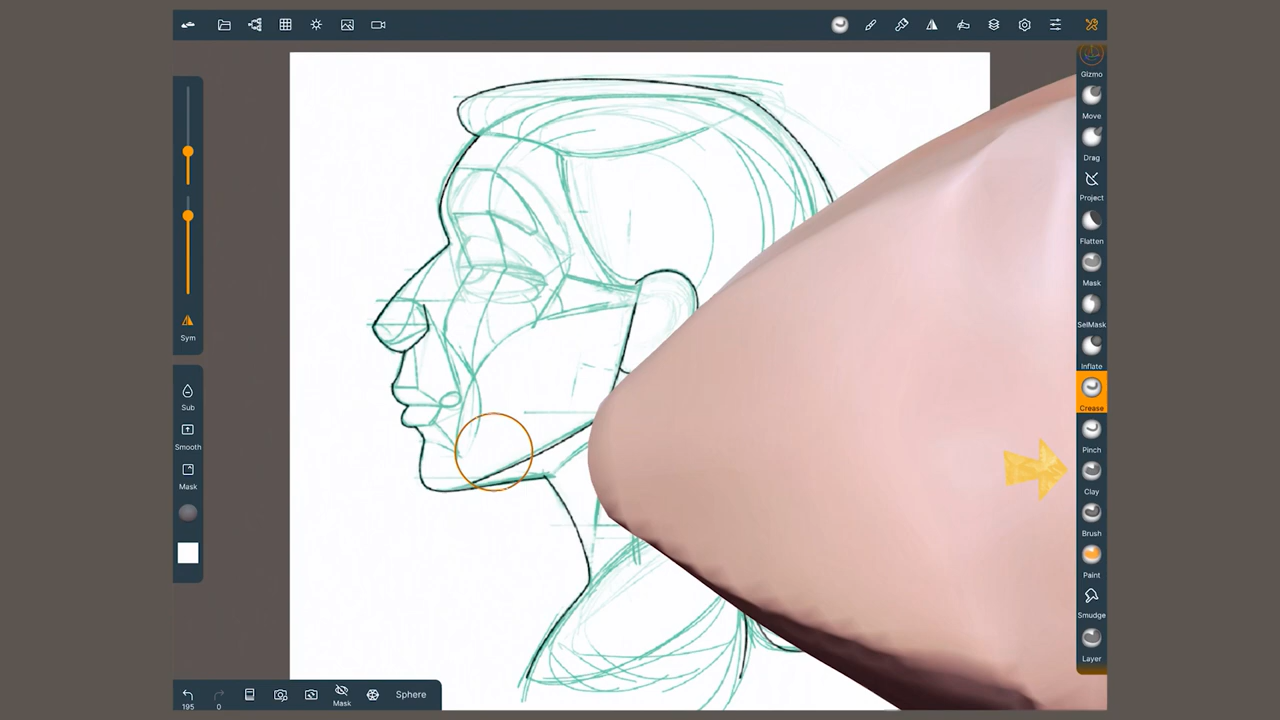 Gizmo
Move
Drag
Project
Flatten
Mask
SelMask
Inflate
Crease
Pinch
Clay
Brush
Paint
Smudge
Layer
Sym
Sub
Smooth
Mask
195
0
Mask
Sphere